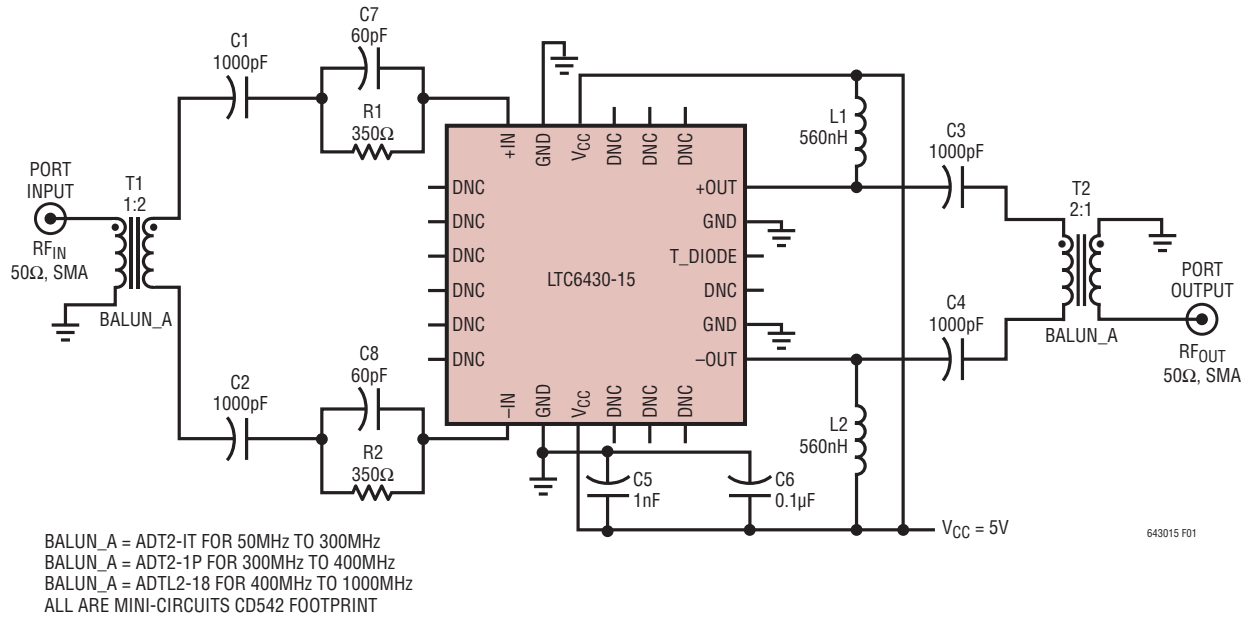 C7
60pF
C1
1000pF
R1
350Ω
PORT
INPUT
RFIN
50Ω, SMA
T1
1:2
BALUN_A
C2
1000pF
C8
60pF
R2
350Ω
+IN
GND
VCC
DNC
DNC
DNC
DNC
DNC
DNC
DNC
DNC
DNC
LTC6430-15
+OUT
GND
T_DIODE
DNC
GND
–OUT
–IN
GND
VCC
DNC
DNC
DNC
L1
560nH
C3
1000pF
T2
2:1
PORT
OUTPUT
C4
1000pF
BALUN_A
RFOUT
50Ω, SMA
L2
560nH
C5
1nF
C6
0.1µF
VCC = 5V
643015 F01
BALUN_A = ADT2-IT FOR 50MHz TO 300MHz
BALUN_A = ADT2-1P FOR 300MHz TO 400MHz
BALUN_A = ADTL2-18 FOR 400MHz TO 1000MHz
ALL ARE MINI-CIRCUITS CD542 FOOTPRINT